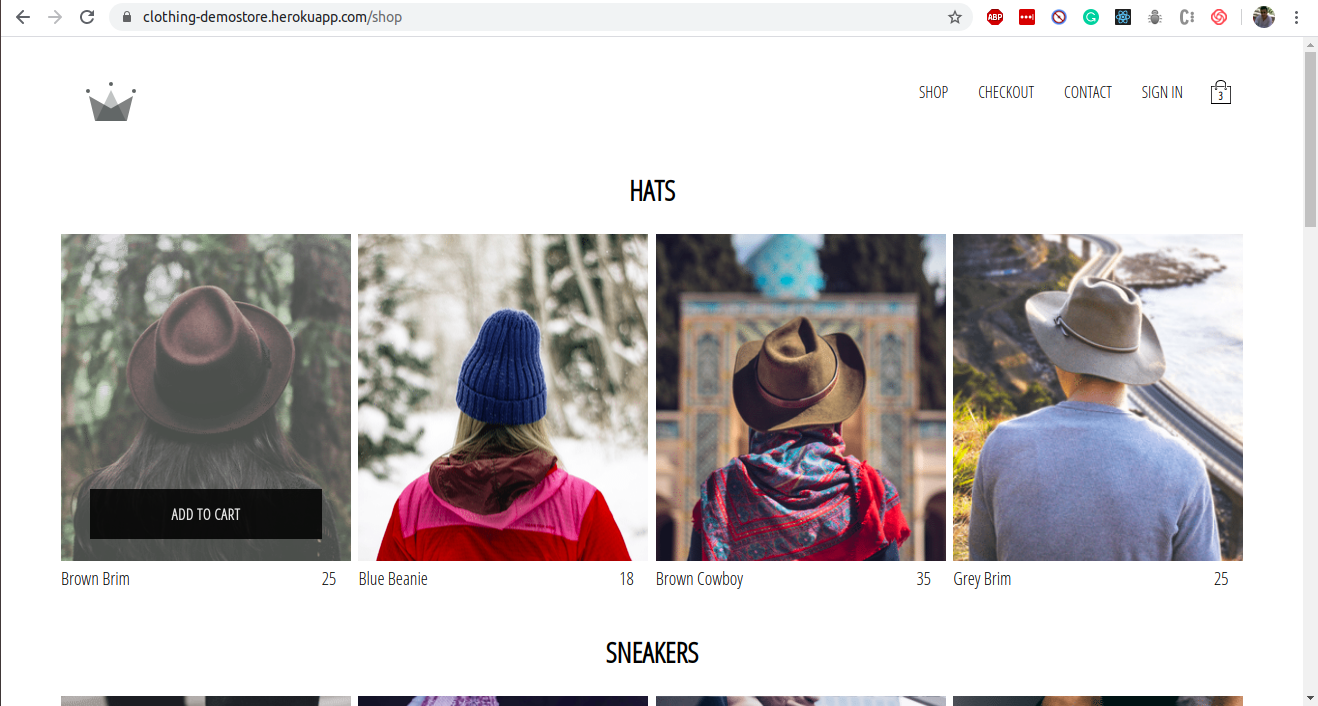 clothing-demostore.herokuapp.com/shop
ABP
SHOP
CHECKOUT
CONTACT
SIGN IN
3
HATS
ADD TO CART
Brown Brim
25
Blue Beanie
18
Brown Cowboy
35
Grey Brim
25
SNEAKERS